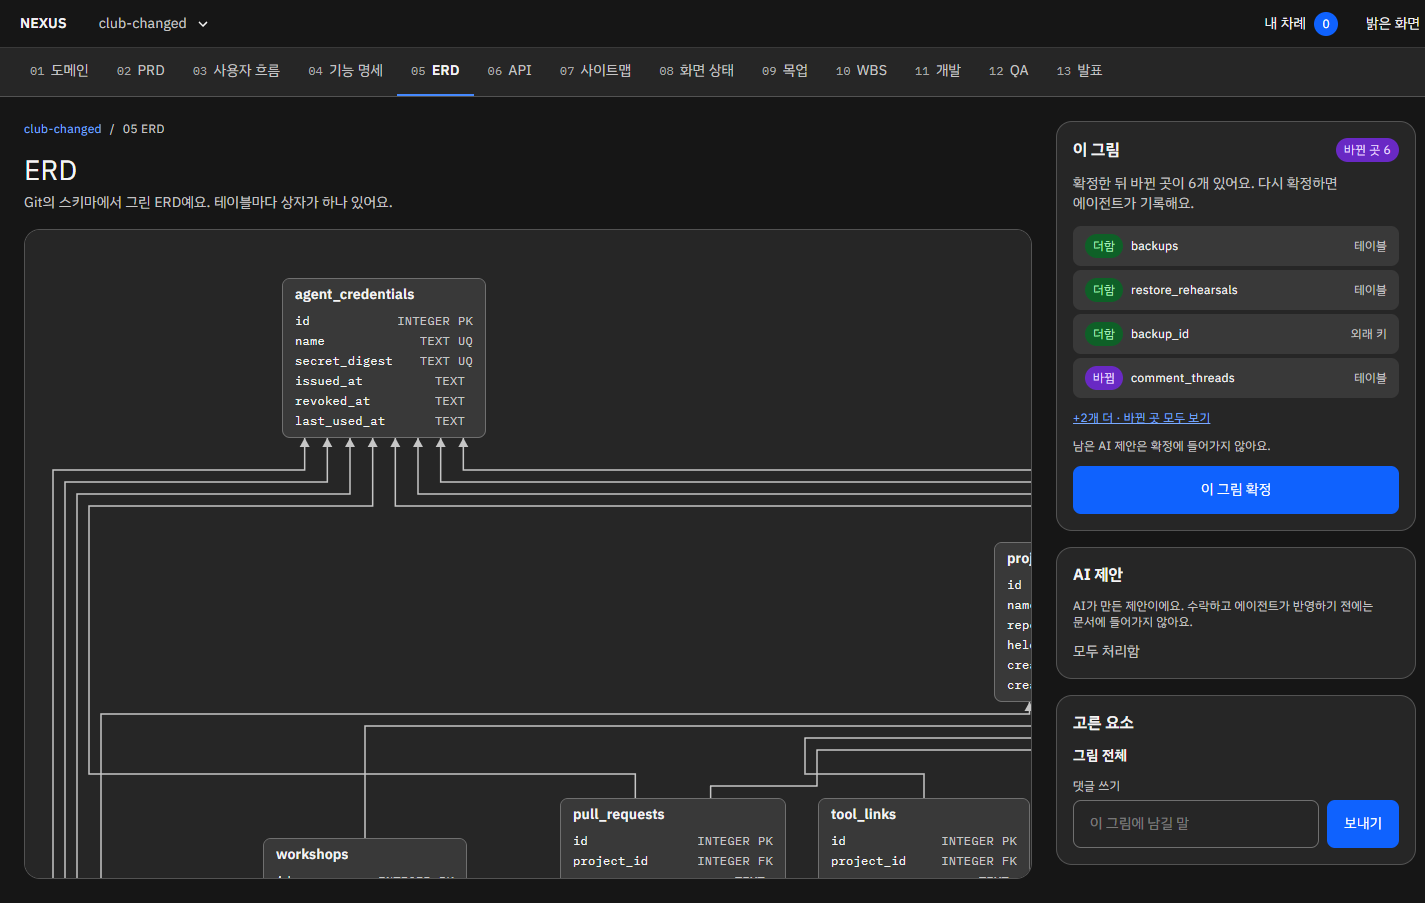 NEXUS club-changed 내 차례 0 밝은 화면
01 도메인 02 PRD 03 사용자 흐름 04 기능 명세 05 ERD 06 API 07 사이트맵 08 화면 상태 09 목업 10 WBS 11 개발 12 QA 13 발표
club-changed / 05 ERD
ERD
Git의 스키마에서 그린 ERD예요. 테이블마다 상자가 하나 있어요.
agent_credentials
id INTEGER PK
name TEXT UQ
secret_digest TEXT UQ
issued_at TEXT
revoked_at TEXT
last_used_at TEXT
id
workshops
pull_requests
id INTEGER PK
project_id INTEGER FK
tool_links
id INTEGER PK
project_id INTEGER FK
이 그림 바뀐 곳 6
확정한 뒤 바뀐 곳이 6개 있어요. 다시 확정하면
에이전트가 기록해요.
더함 backups 테이블
더함 restore_rehearsals 테이블
더함 backup_id 외래 키
바뀜 comment_threads 테이블
+2개 더 · 바뀐 곳 모두 보기
남은 AI 제안은 확정에 들어가지 않아요.
이 그림 확정
AI 제안
AI가 만든 제안이에요. 수락하고 에이전트가 반영하기 전에는
문서에 들어가지 않아요.
모두 처리함
고른 요소
그림 전체
댓글 쓰기
이 그림에 남길 말 보내기